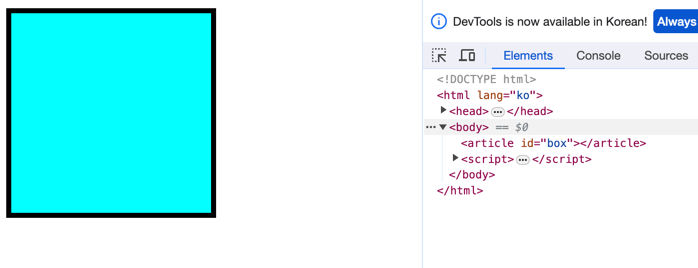 DevTools is now available in Korean! Always
Elements Console Sources
<!DOCTYPE html>
<html lang="ko">
<head> … </head>
… <body> == $0
<article id="box"></article>
<script> … </script>
</body>
</html>